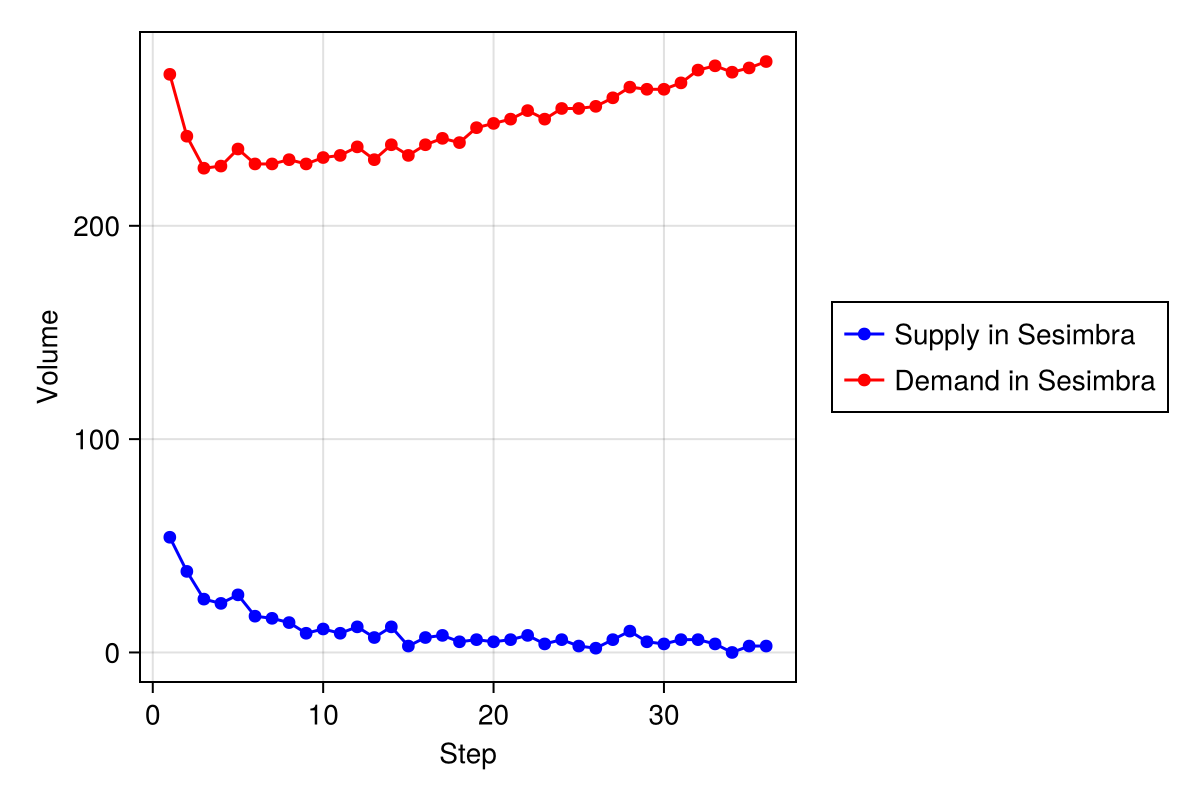 Volume
200
100
0
0 10 20 30
Step
Supply in Sesimbra
Demand in Sesimbra